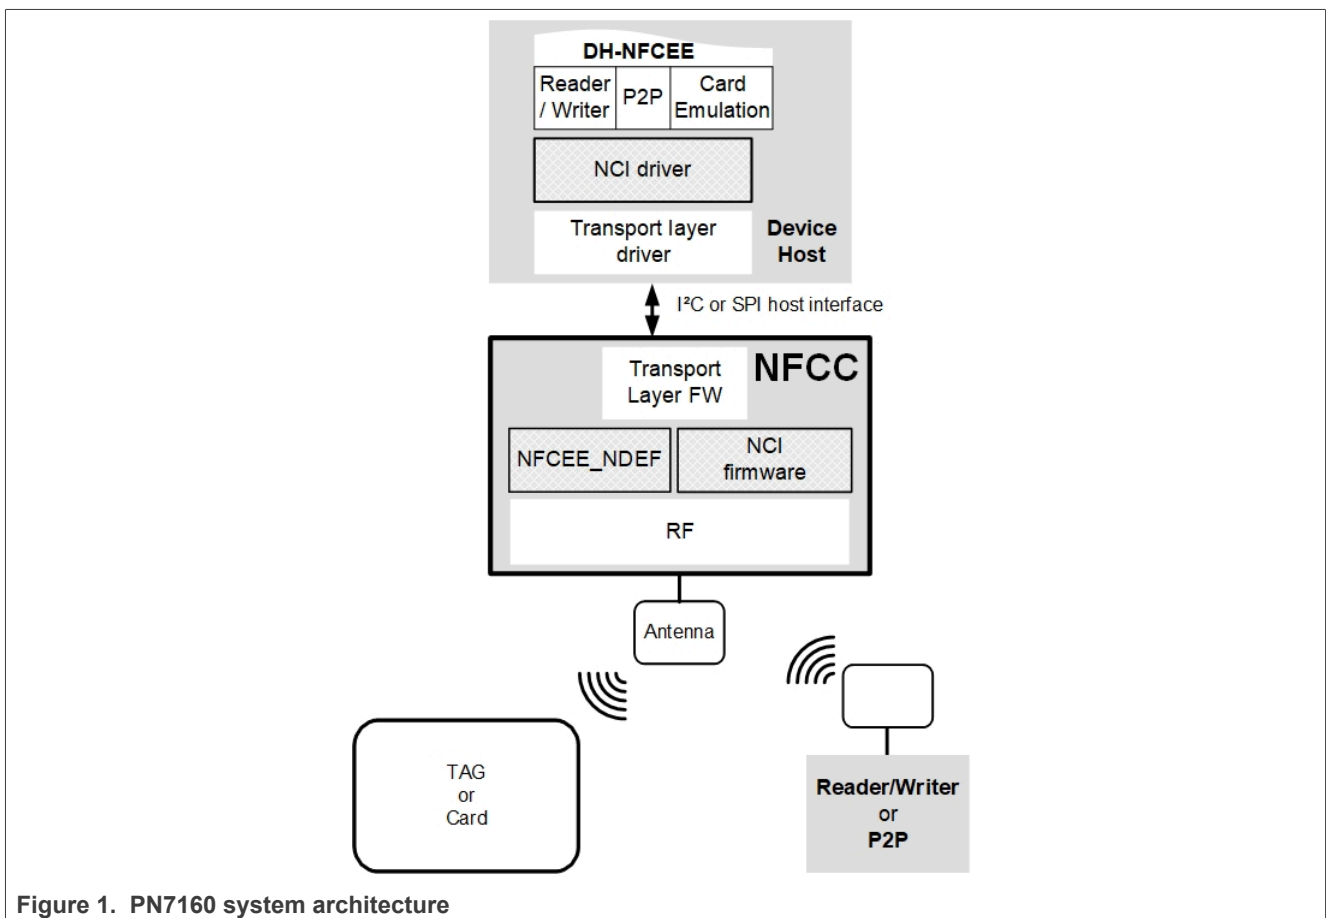 DH-NFCEE
Reader
/ Writer
P2P
Card
Emulation
NCI driver
Transport layer
driver
Device
Host
I²C or SPI host interface
Transport
Layer FW
NFCC
NFCEE_NDEF
NCI
firmware
RF
Antenna
TAG
or
Card
Reader/Writer
or
P2P
Figure 1. PN7160 system architecture